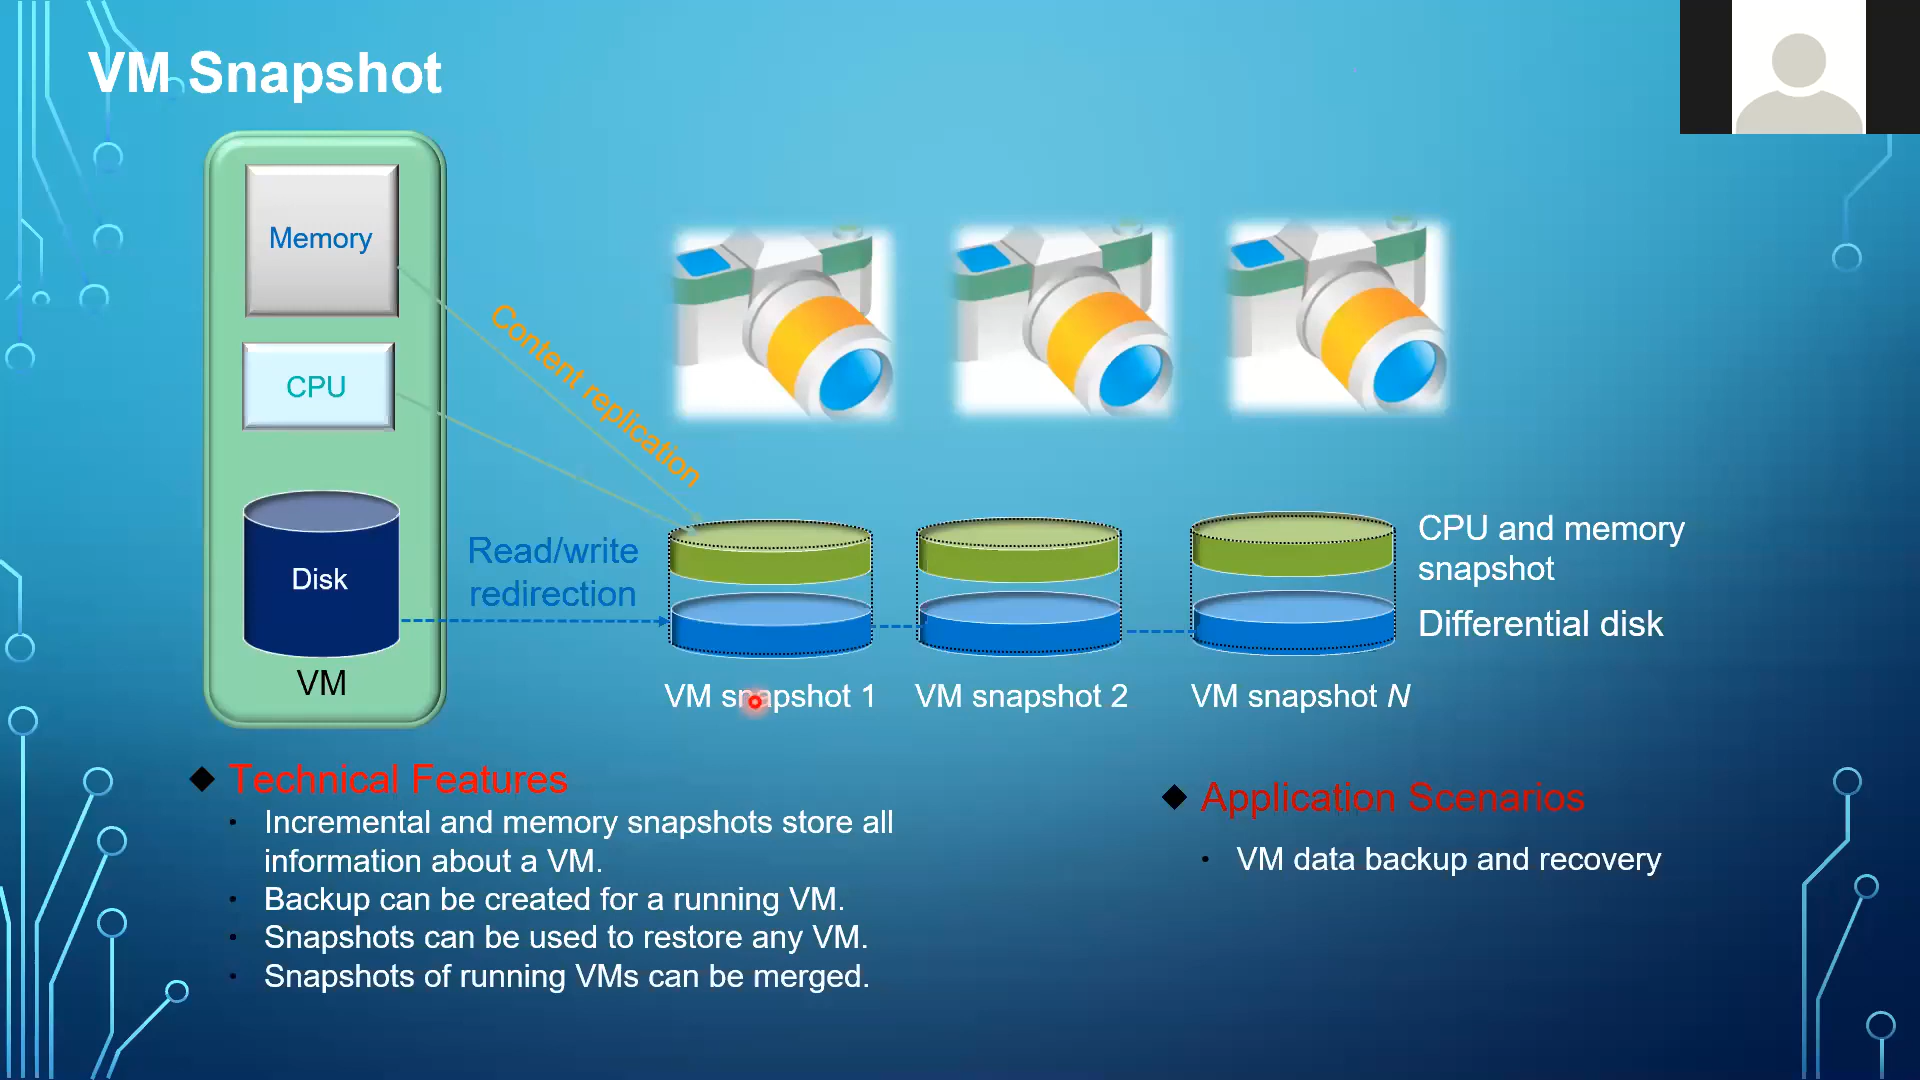 VM Snapshot
Memory
CPU
Disk
VM
Content replication
Read/write
redirection
CPU and memory
snapshot
Differential disk
VM snapshot 1
VM snapshot 2
VM snapshot N
Technical Features
Incremental and memory snapshots store all
information about a VM.
Backup can be created for a running VM.
Snapshots can be used to restore any VM.
Snapshots of running VMs can be merged.
Application Scenarios
VM data backup and recovery